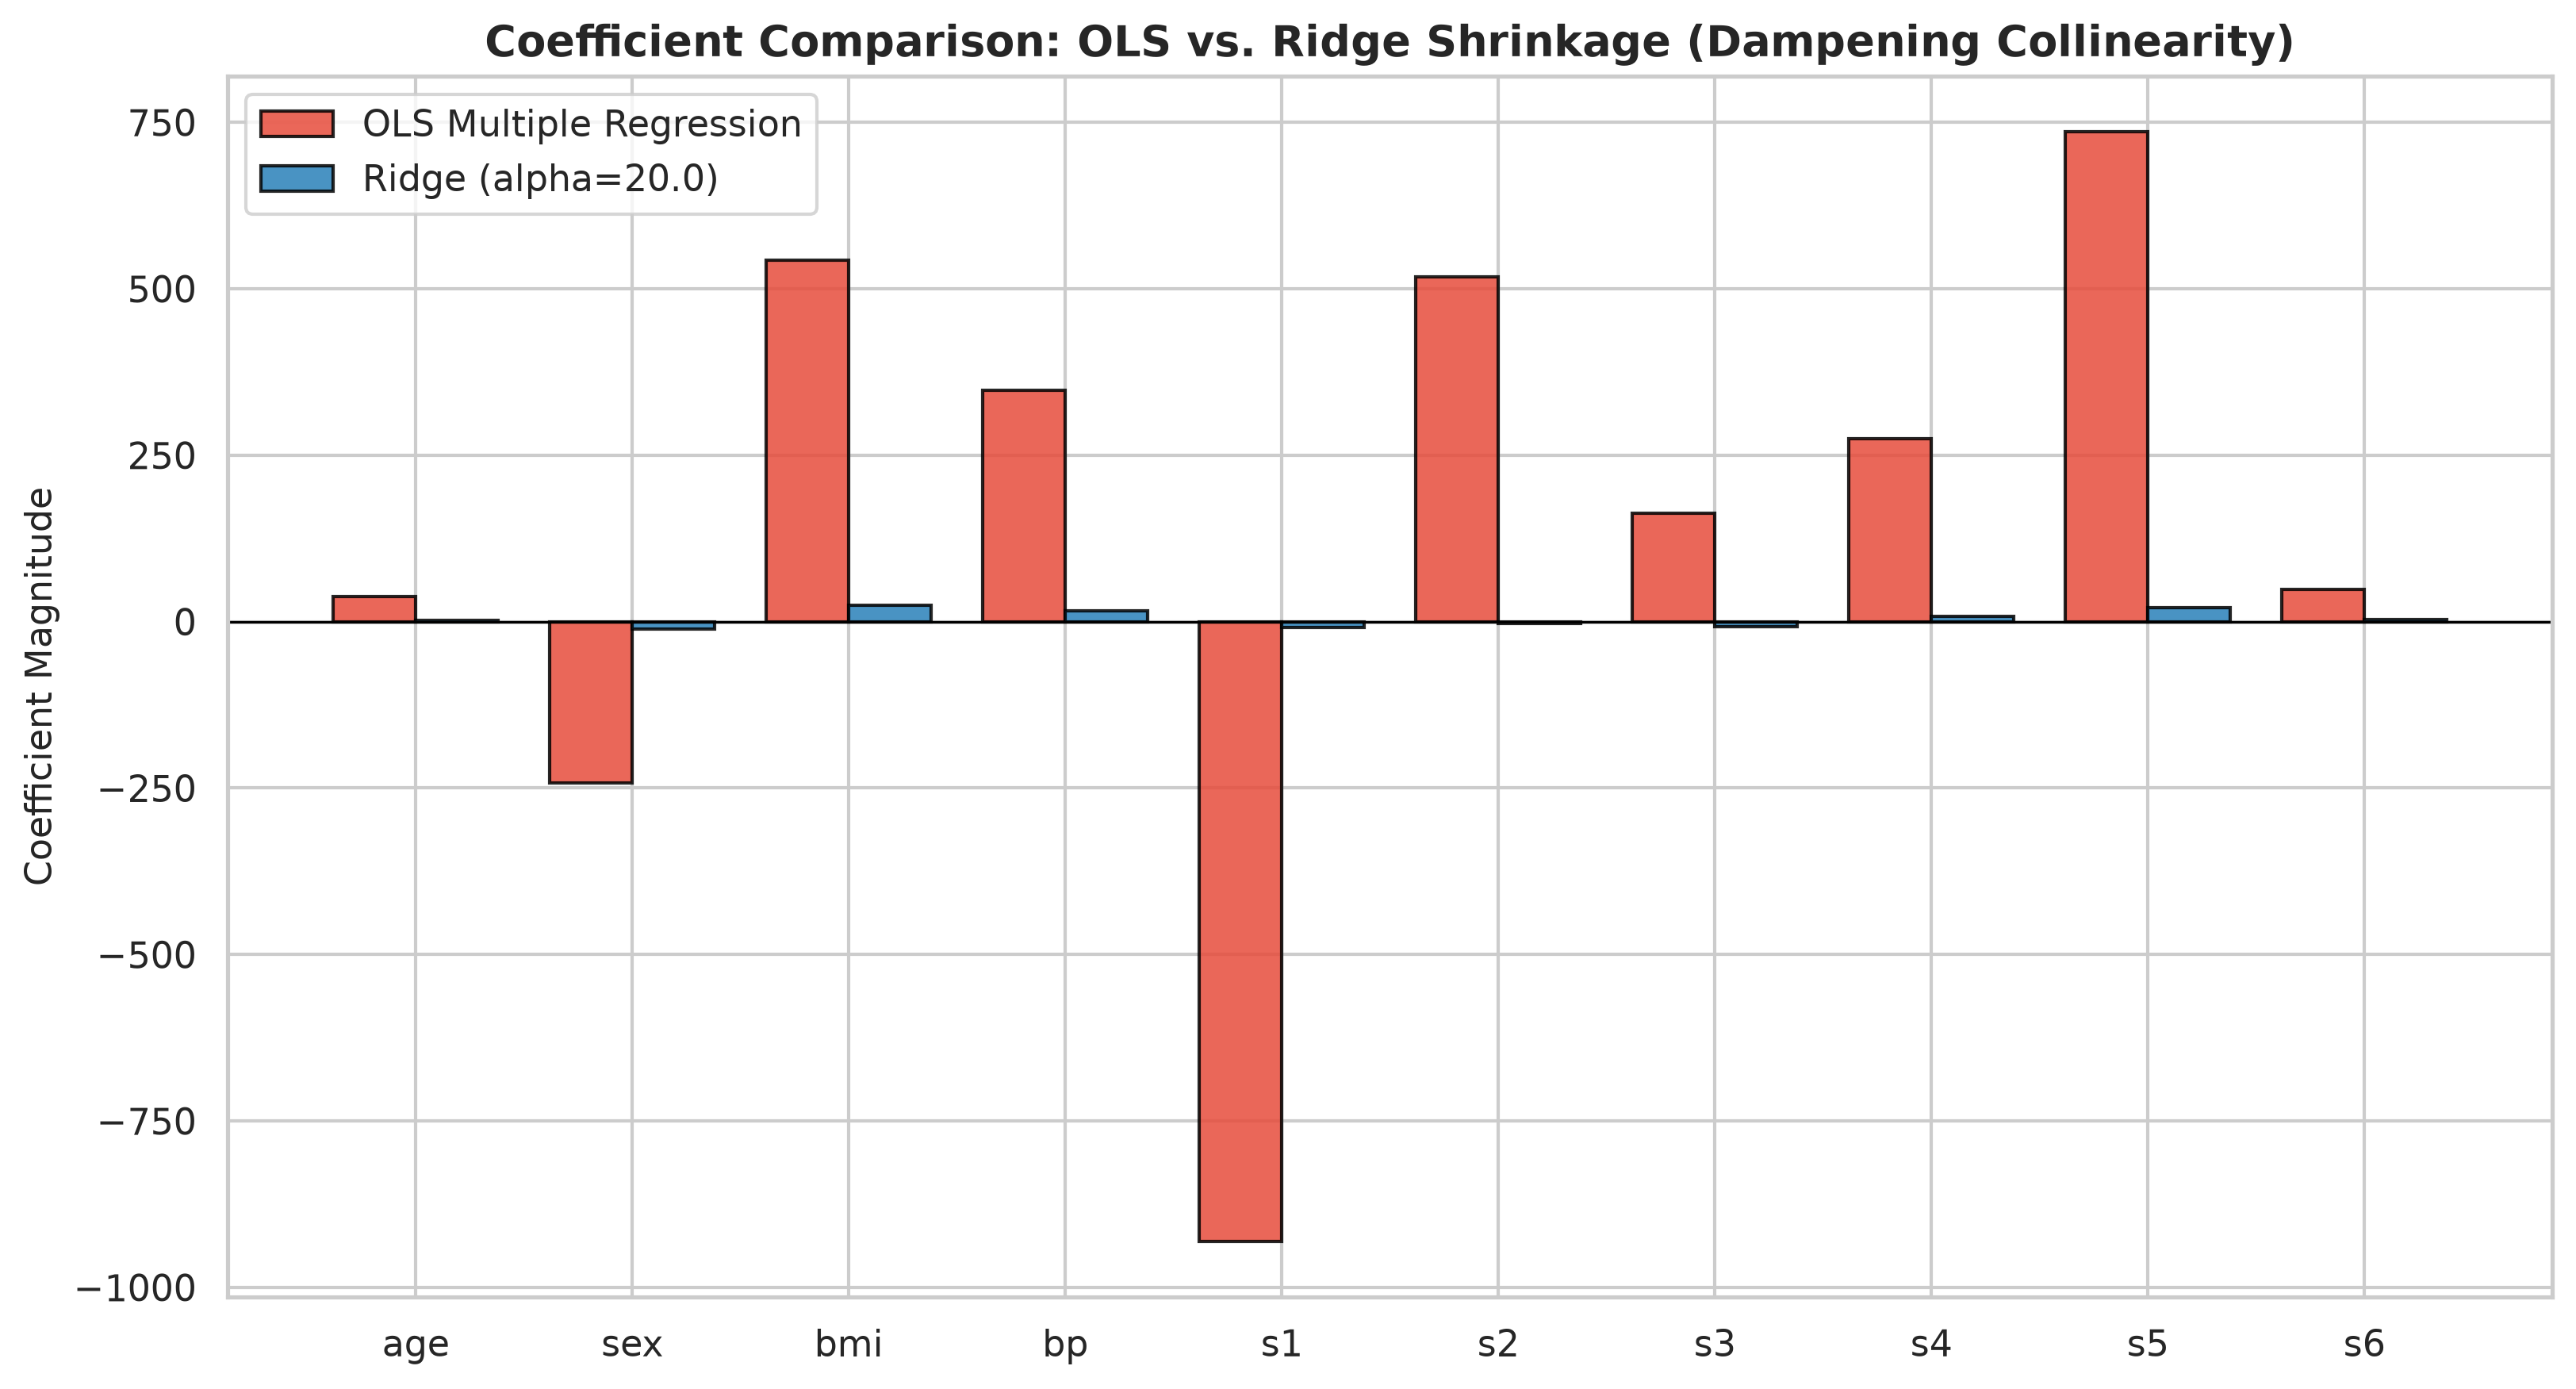 Coefficient Comparison: OLS vs. Ridge Shrinkage (Dampening Collinearity)
OLS Multiple Regression
Ridge (alpha=20.0)
Coefficient Magnitude
750
500
250
0
−250
−500
−750
−1000
age sex bmi bp s1 s2 s3 s4 s5 s6